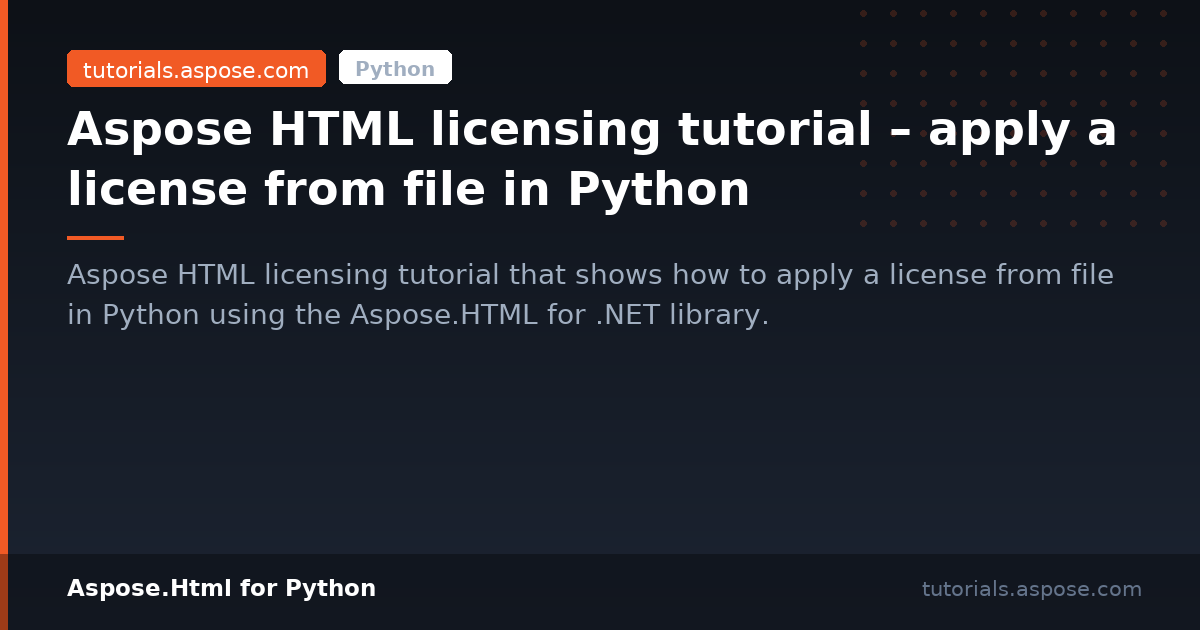 tutorials.aspose.com
Python
Aspose HTML licensing tutorial – apply a
license from file in Python
Aspose HTML licensing tutorial that shows how to apply a license from file
in Python using the Aspose.HTML for .NET library.
Aspose.Html for Python
tutorials.aspose.com